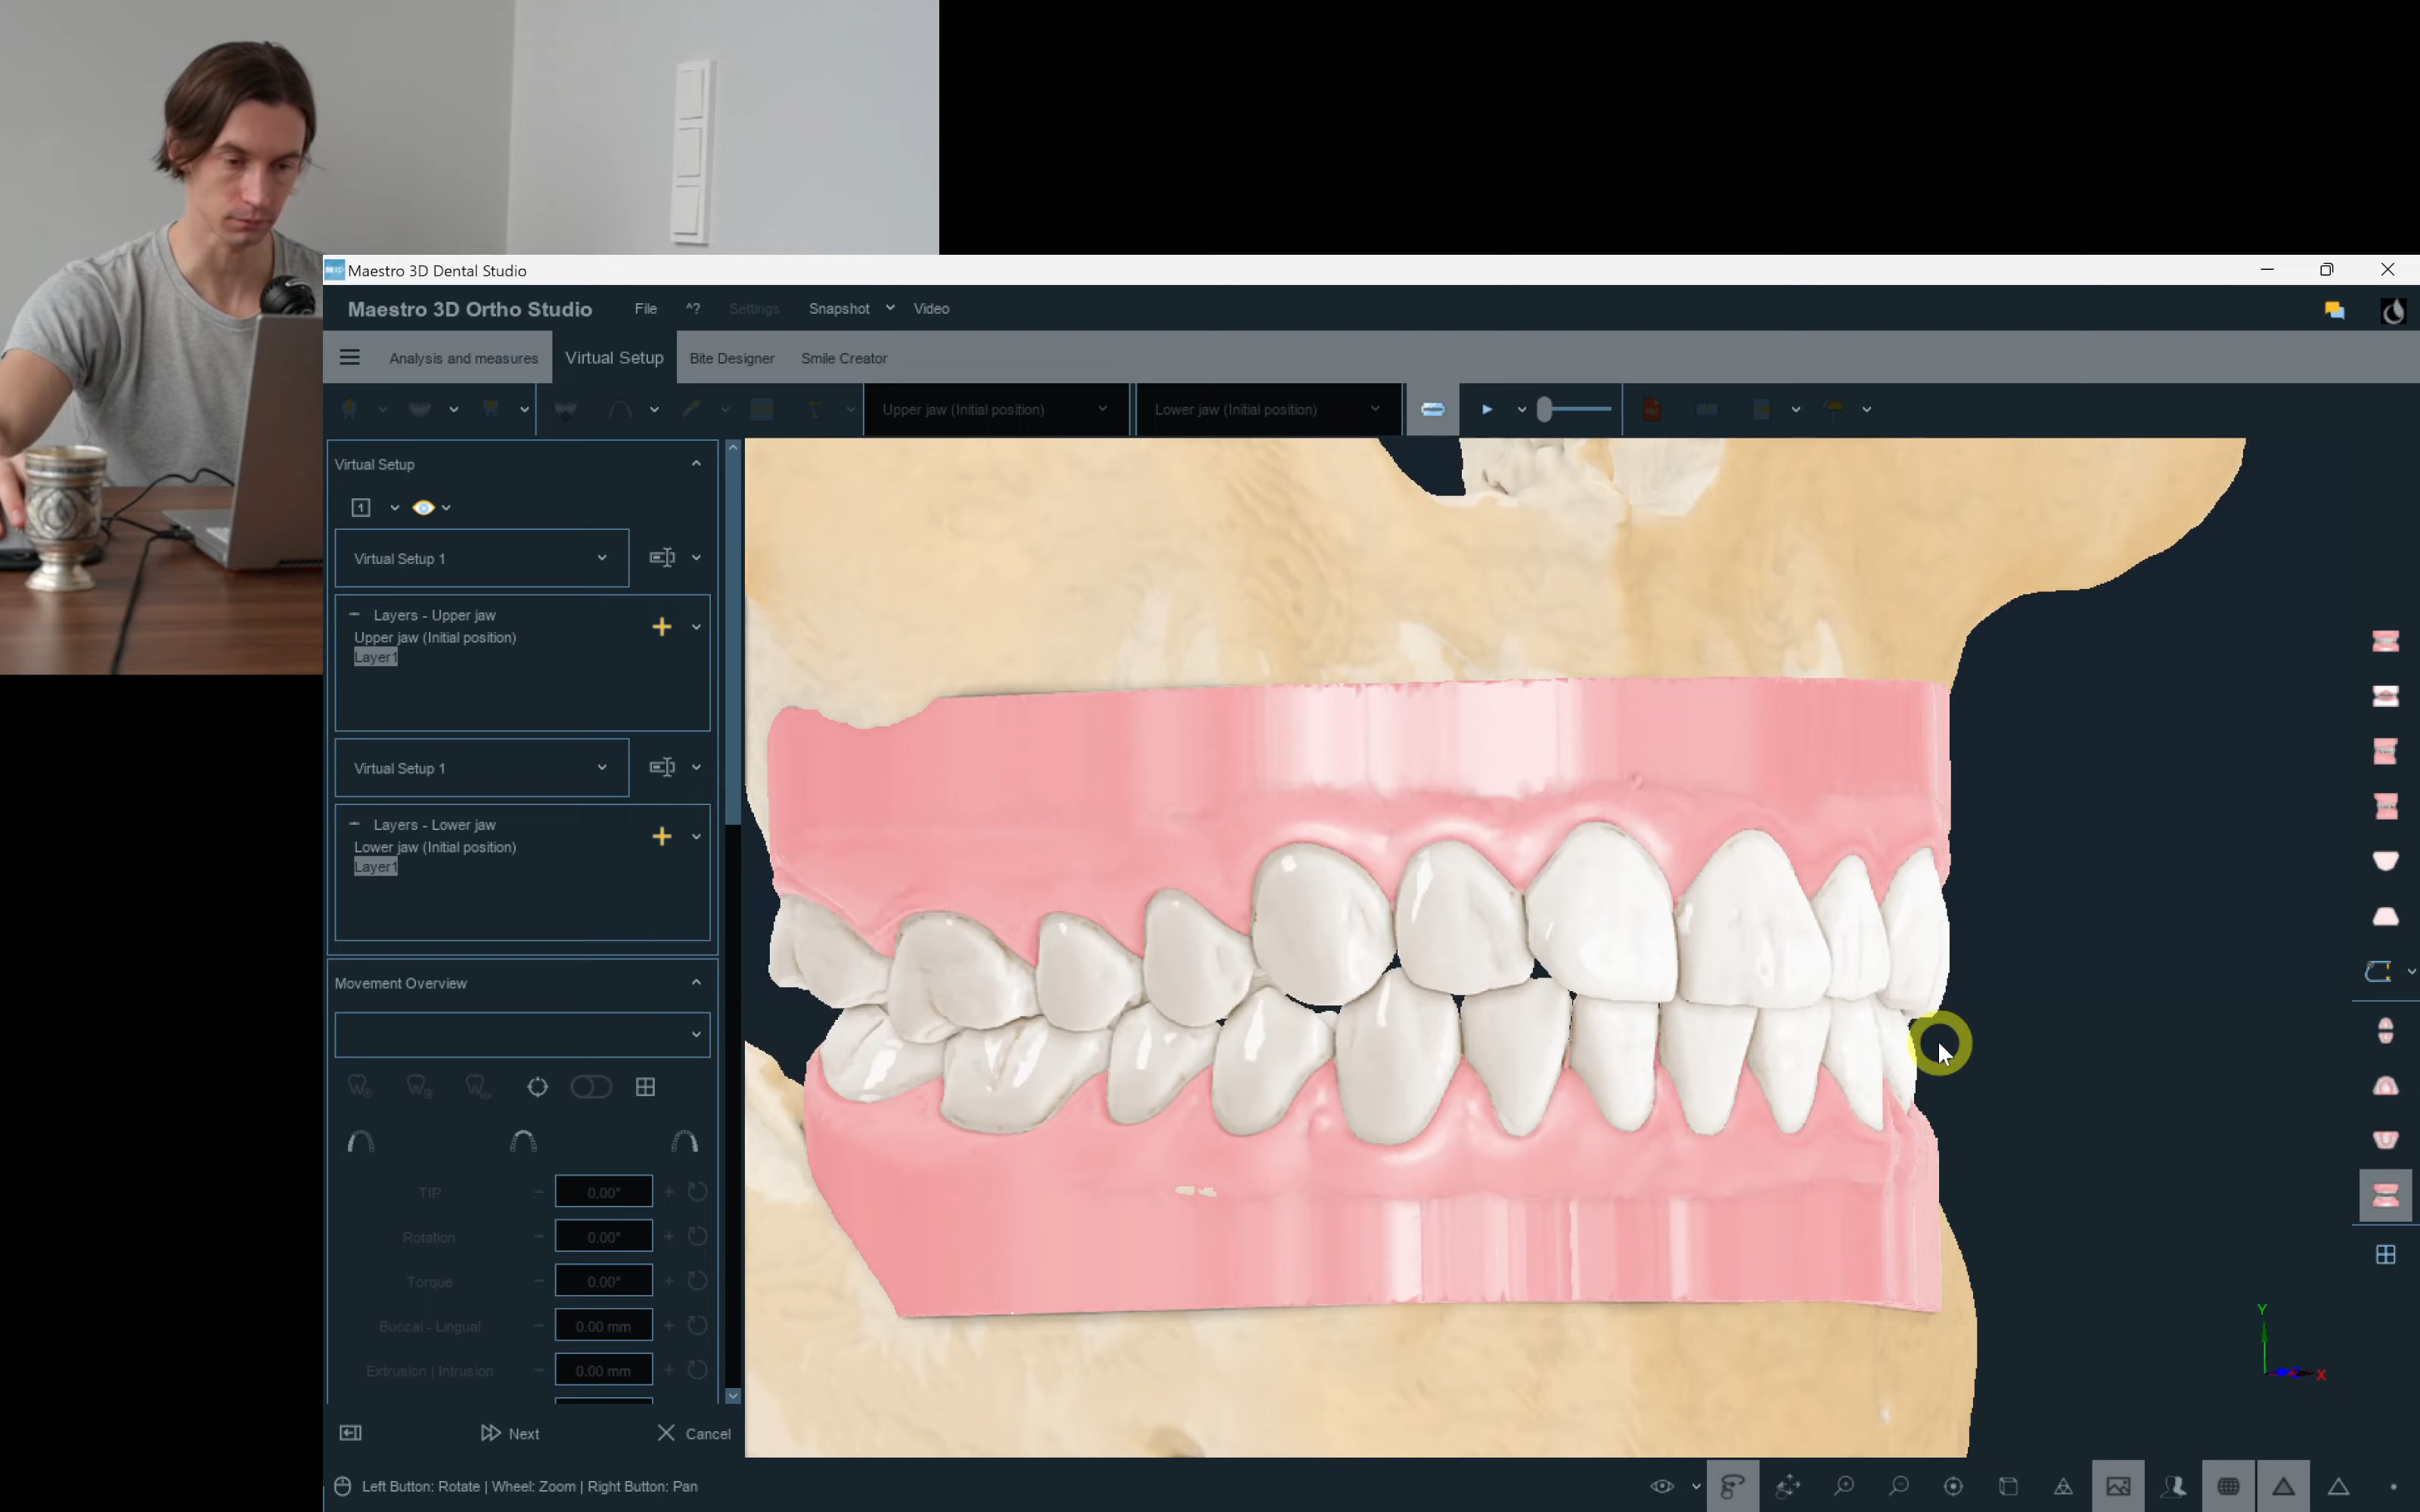 Maestro 3D Dental Studio
Maestro 3D Ortho Studio File ^? Settings Snapshot Video
Analysis and measures Virtual Setup Bite Designer Smile Creator
Upper jaw (Initial position) Lower jaw (Initial position)
Virtual Setup
1
Virtual Setup 1
Layers - Upper jaw
Upper jaw (Initial position)
Layer1
Virtual Setup 1
Layers - Lower jaw
Lower jaw (Initial position)
Layer1
Movement Overview
TIP 0.00°
Rotation 0.00°
Torque 0.00°
Buccal - Lingual 0.00 mm
Extrusion | Intrusion 0.00 mm
Next Cancel
Left Button: Rotate | Wheel: Zoom | Right Button: Pan
Y
X